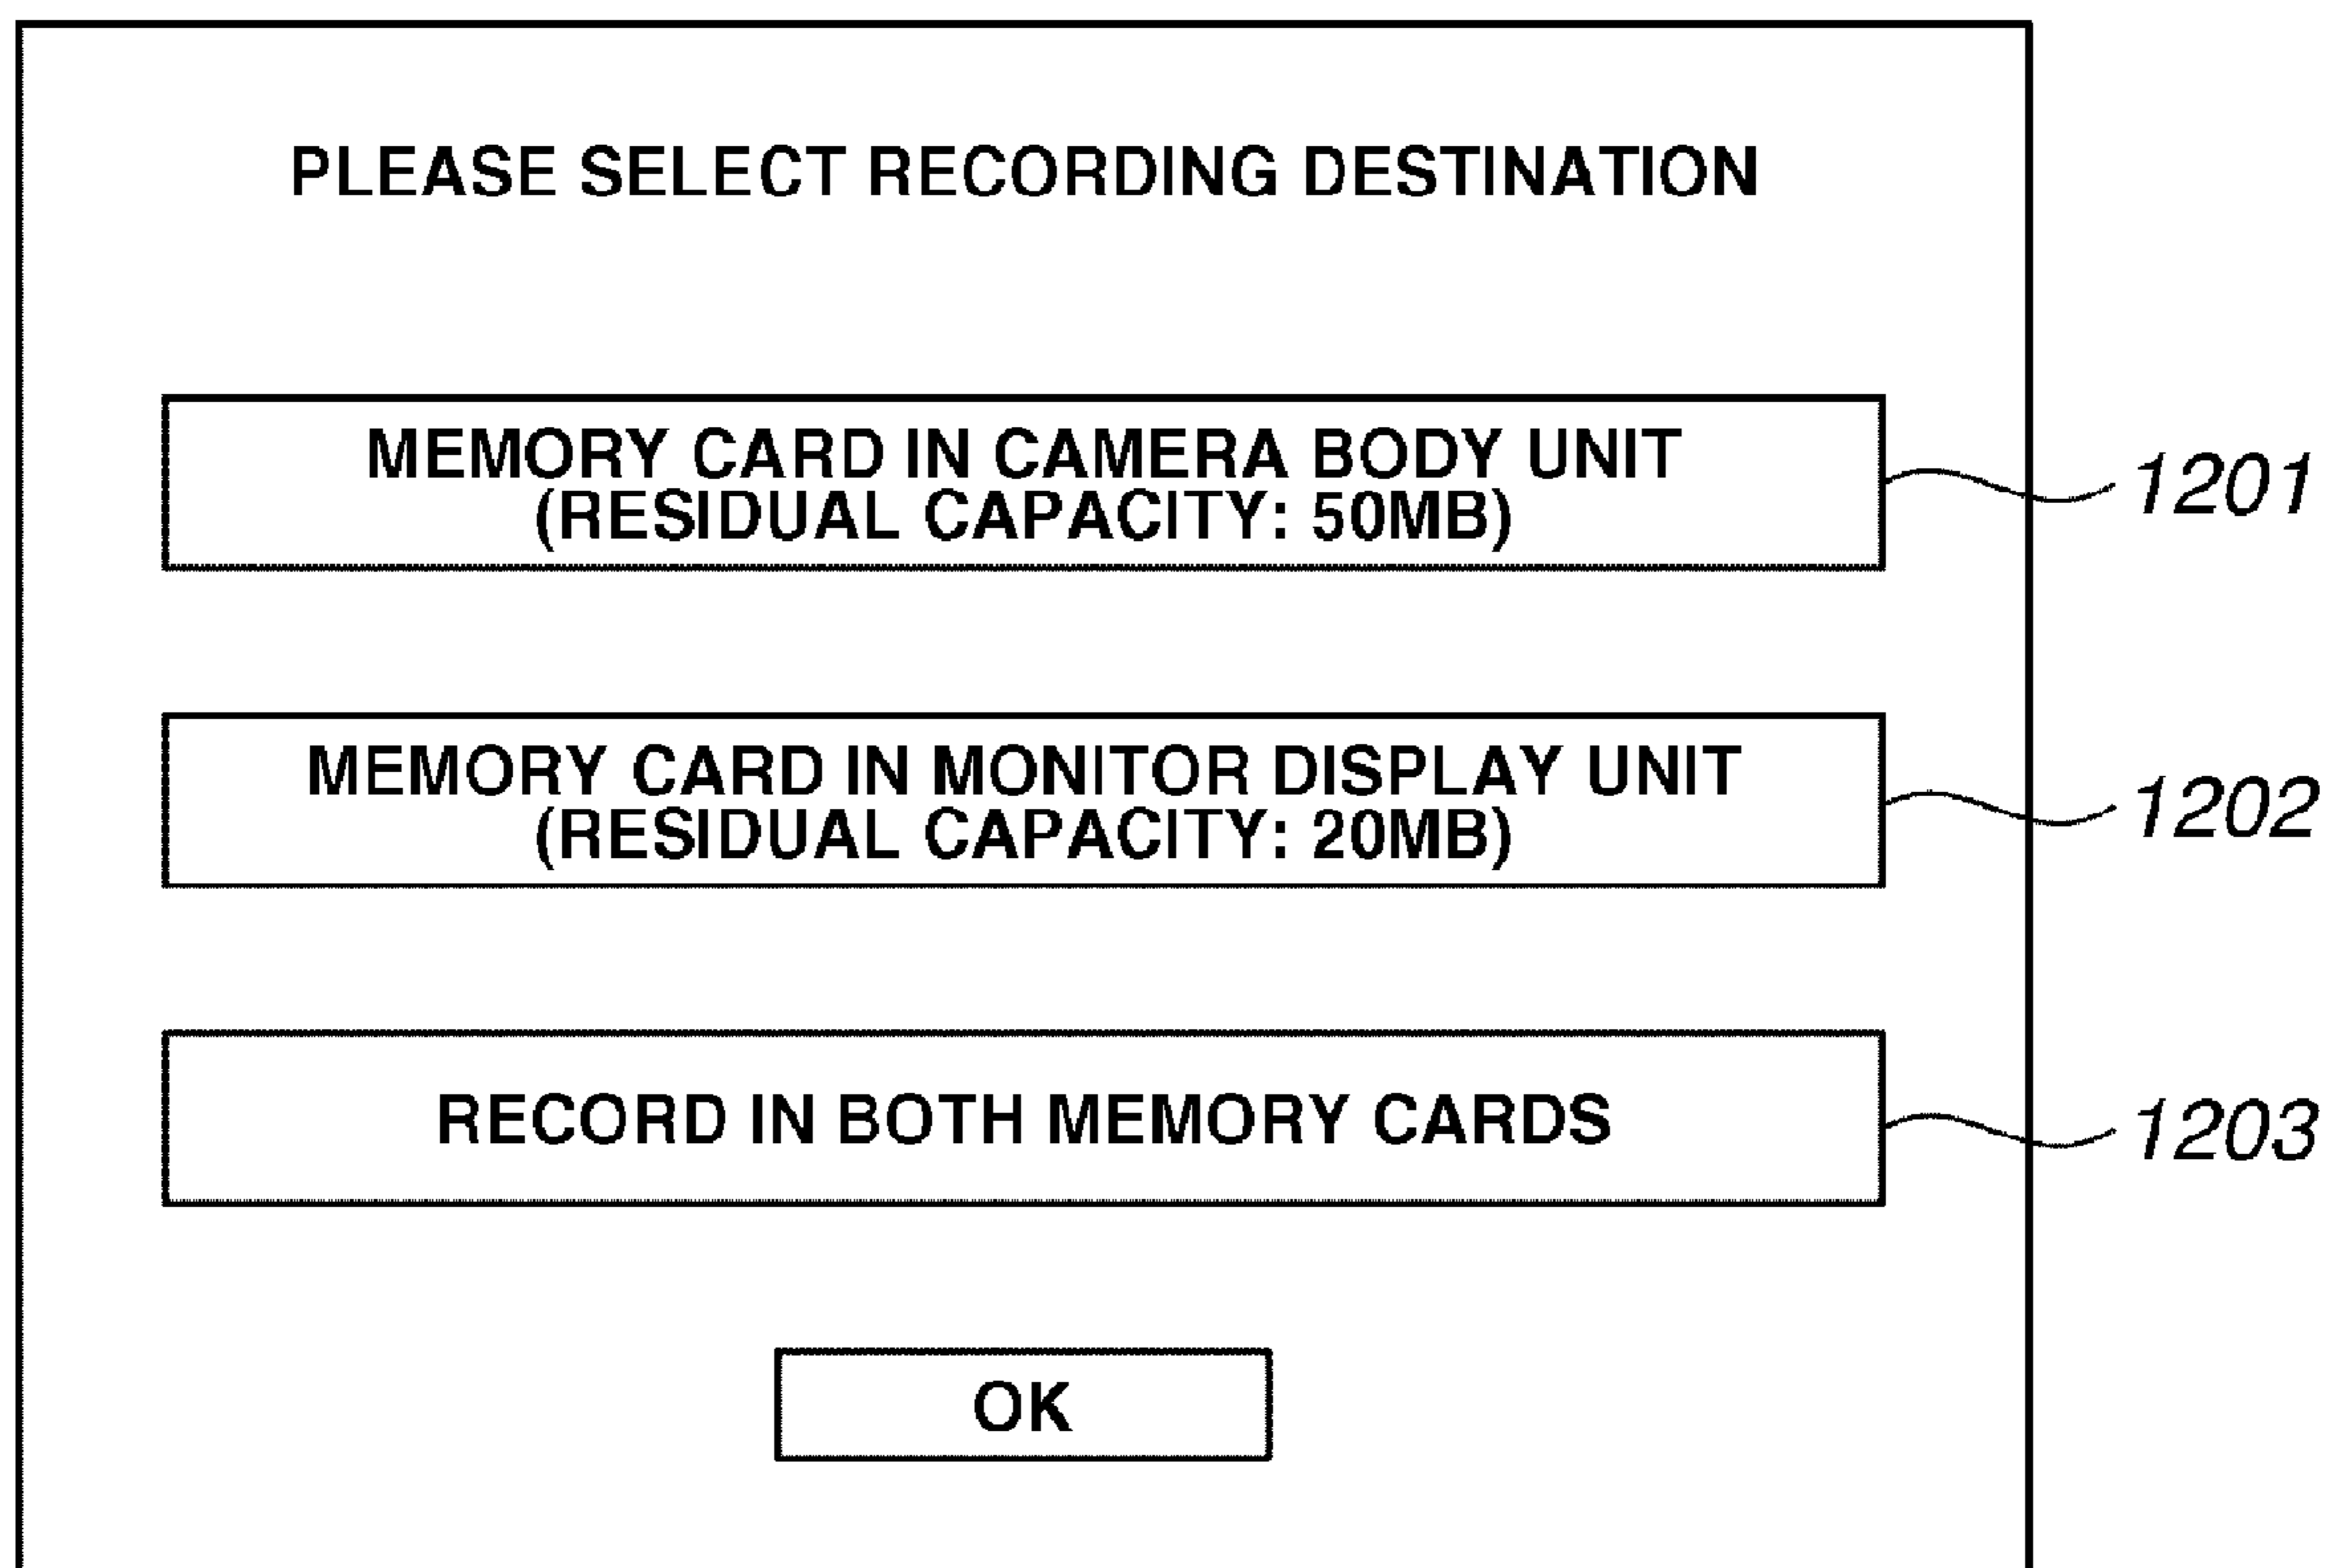 PLEASE SELECT RECORDING DESTINATION
MEMORY CARD IN CAMERA BODY UNIT
(RESIDUAL CAPACITY: 50MB)
1201
MEMORY CARD IN MONITOR DISPLAY UNIT
(RESIDUAL CAPACITY: 20MB)
1202
RECORD IN BOTH MEMORY CARDS
1203
OK